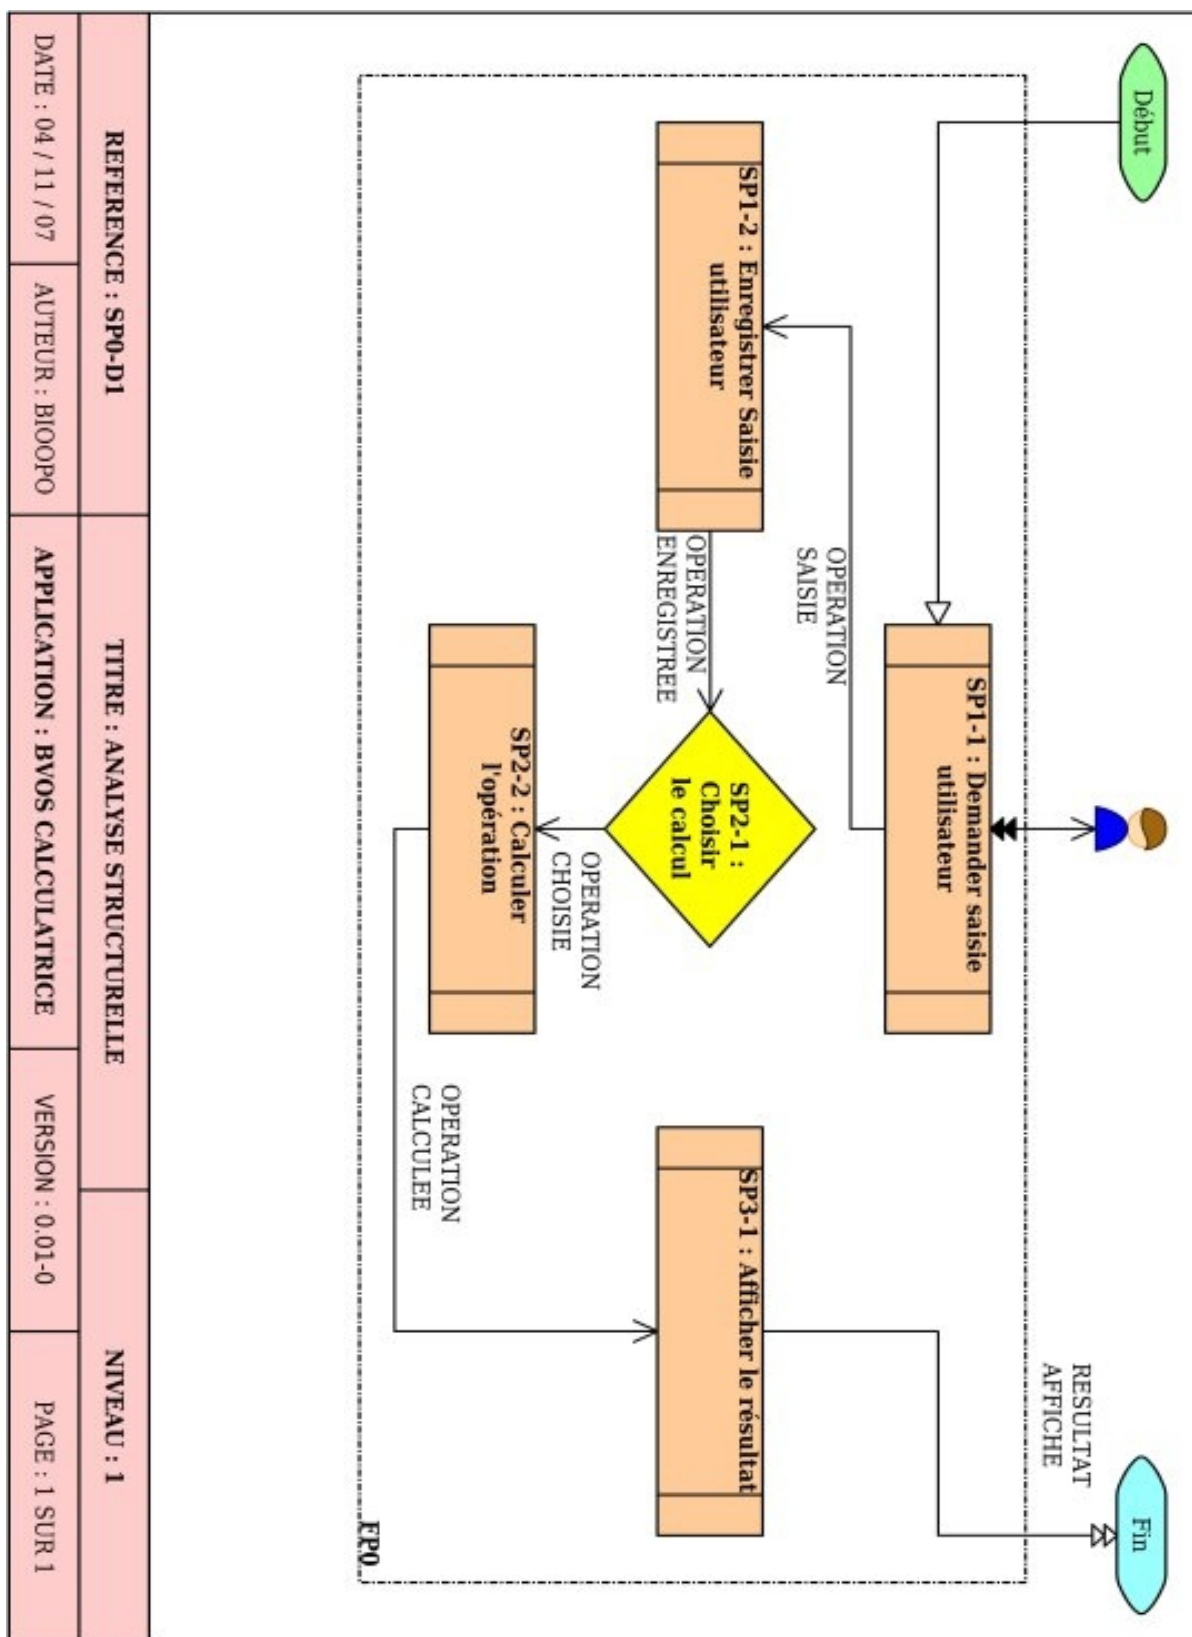 Début
Fin
RESULTAT
AFFICHE
SP1-1 : Demander saisie
utilisateur
OPERATION
SAISIE
SP1-2 : Enregistrer Saisie
utilisateur
OPERATION
ENREGISTREE
SP2-1 :
Choisir
le calcul
SP3-1 : Afficher le résultat
OPERATION
CHOISIE
SP2-2 : Calculer
l'opération
OPERATION
CALCULEE
FP0
REFERENCE : SP0-D1
TITRE : ANALYSE STRUCTURELLE
NIVEAU : 1
DATE : 04 / 11 / 07
AUTEUR : BIOOPO
APPLICATION : BVOS CALCULATRICE
VERSION : 0.01-0
PAGE : 1 SUR 1